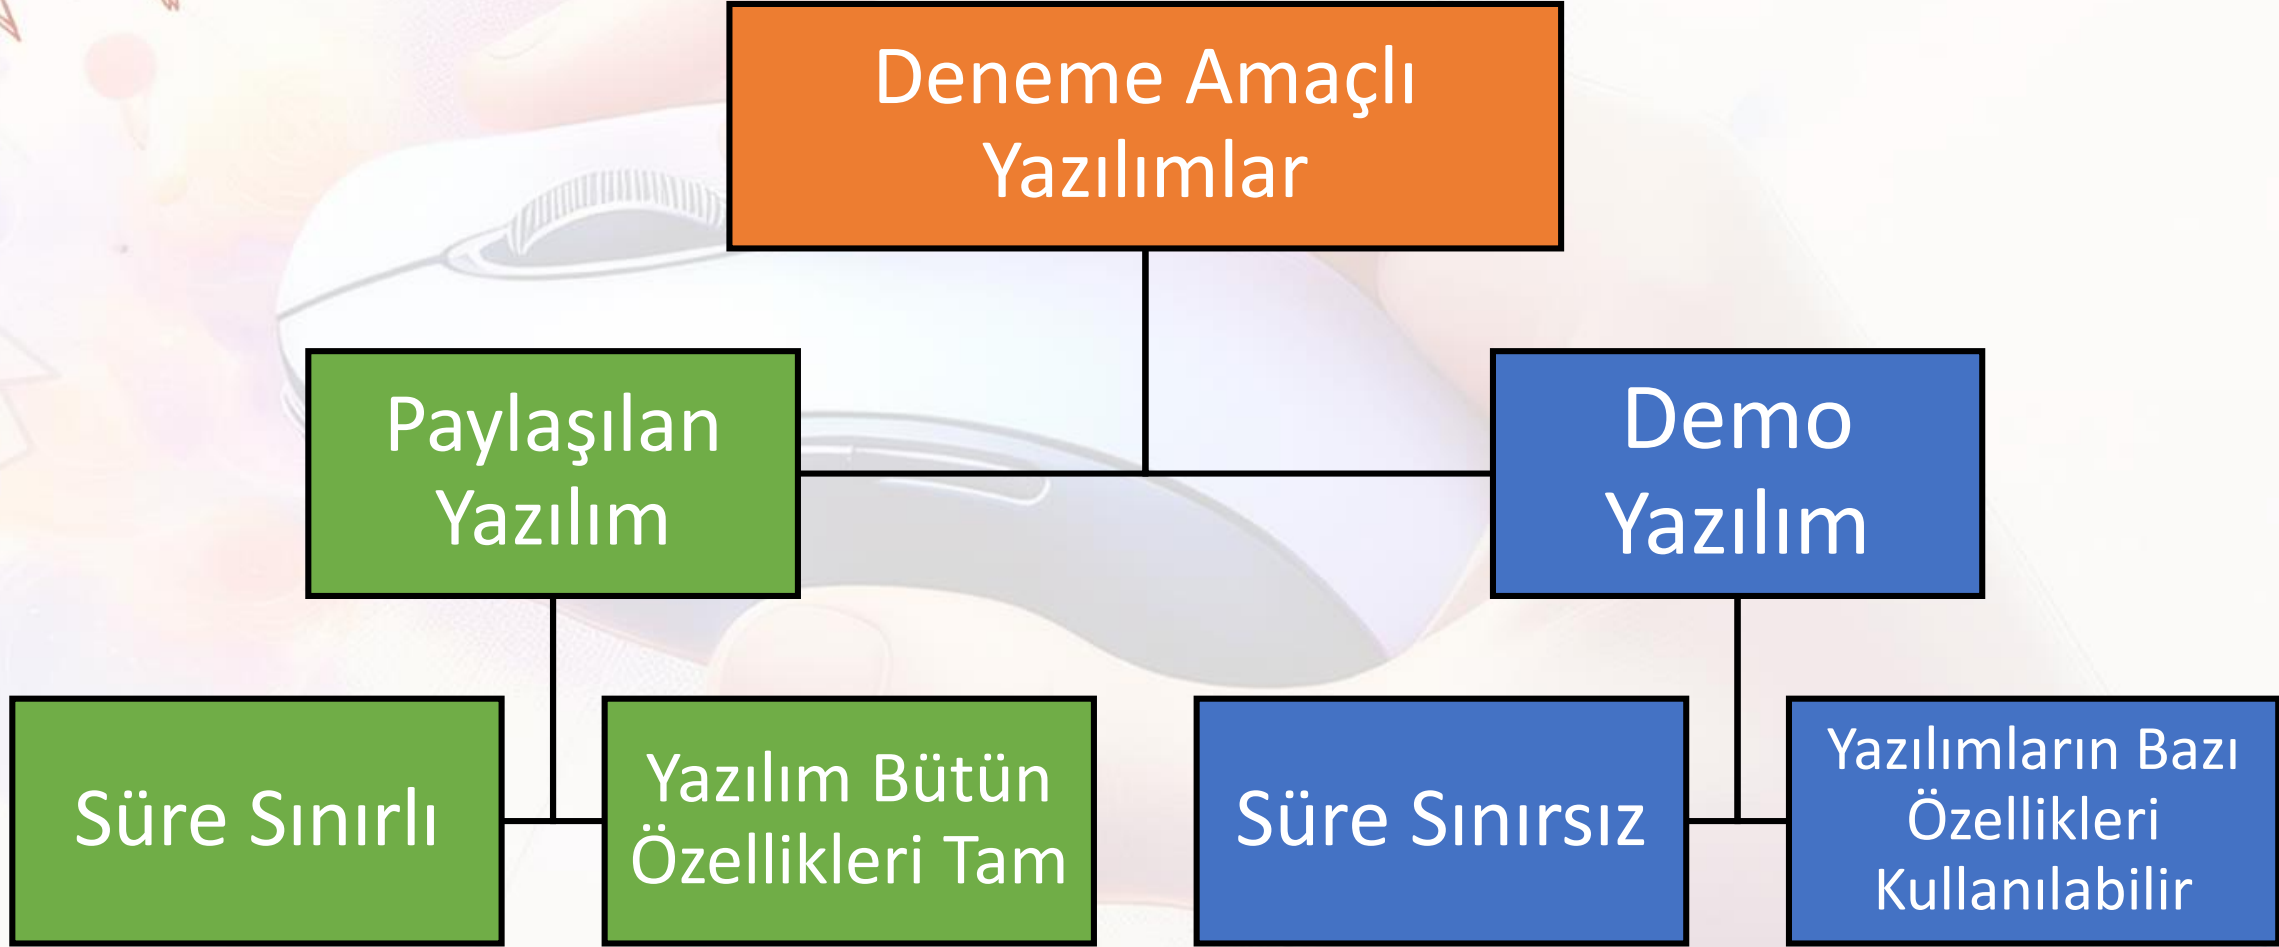 Deneme Amaçlı
Yazılımlar
Paylaşılan
Yazılım
Demo
Yazılım
Süre Sınırlı
Yazılım Bütün
Özellikleri Tam
Süre Sınırsız
Yazılımların Bazı
Özellikleri
Kullanılabilir